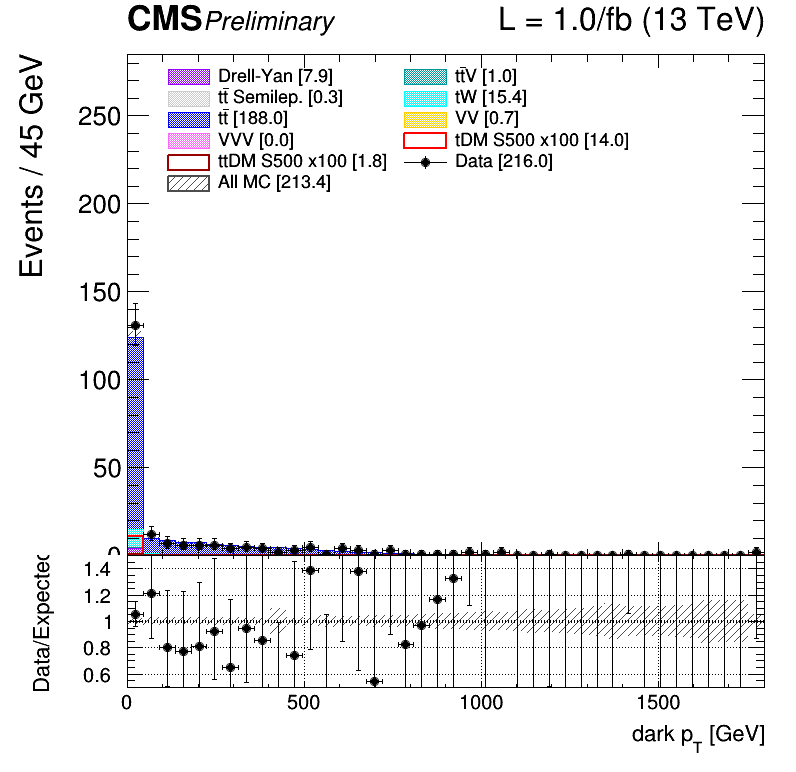 CMS Preliminary L = 1.0/fb (13 TeV)
Events / 45 GeV
Drell-Yan [7.9]
tt̄ Semilep. [0.3]
tt̄ [188.0]
VVV [0.0]
ttDM S500 x100 [1.8]
All MC [213.4]
tt̄V [1.0]
tW [15.4]
VV [0.7]
tDM S500 x100 [14.0]
Data [216.0]
250
200
150
100
50
0
Data/Expected
1.4
1.2
1
0.8
0.6
0 500 1000 1500
dark p_T [GeV]